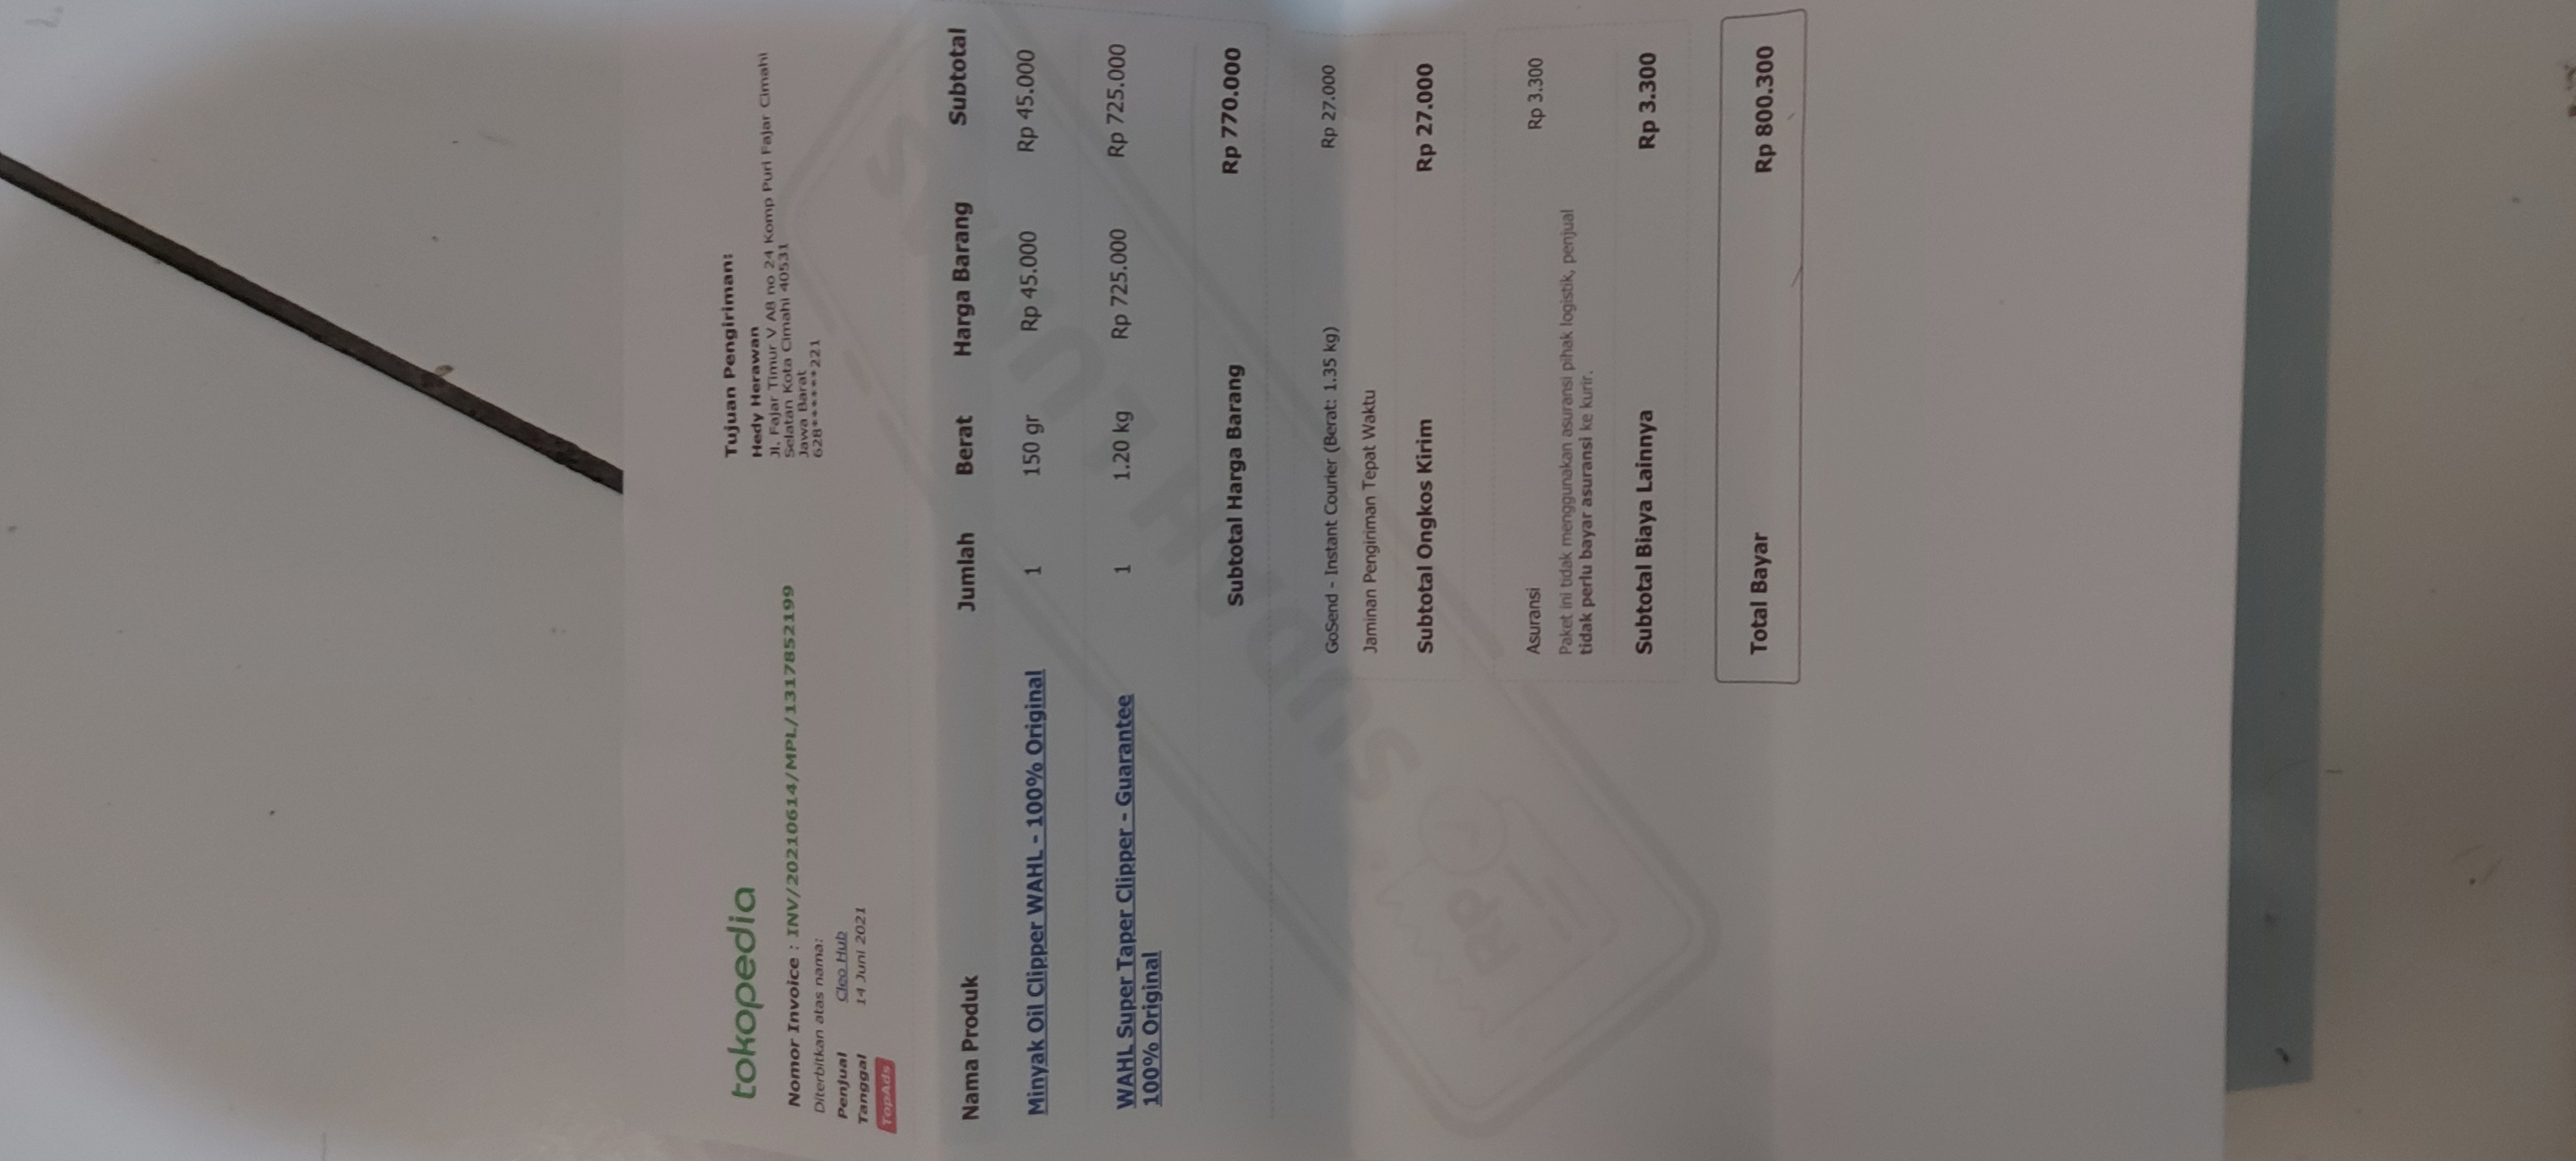 tokopedia
Nomor Invoice : INV/20210614/MPL/1317852199
Diterbitkan atas nama:
Penjual Cleo Hub
Tanggal 14 Juni 2021
TopAds
Tujuan Pengiriman:
Hedy Herawan
Jl. Fajar Timur V A8 no 24 Komp Puri Fajar Cimahi
Selatan Kota Cimahi 40531
Jawa Barat
628******221
Nama Produk Jumlah Berat Harga Barang Subtotal
Minyak Oil Clipper WAHL - 100% Original 1 150 gr Rp 45.000 Rp 45.000
WAHL Super Taper Clipper - Guarantee 1 1.20 kg Rp 725.000 Rp 725.000
100% Original
Subtotal Harga Barang Rp 770.000
GoSend - Instant Courier (Berat: 1.35 kg) Rp 27.000
Jaminan Pengiriman Tepat Waktu
Subtotal Ongkos Kirim Rp 27.000
Asuransi Rp 3.300
Paket ini tidak menggunakan asuransi pihak logistik, penjual
tidak perlu bayar asuransi ke kurir.
Subtotal Biaya Lainnya Rp 3.300
Total Bayar Rp 800.300
RP SUDAH LUNAS